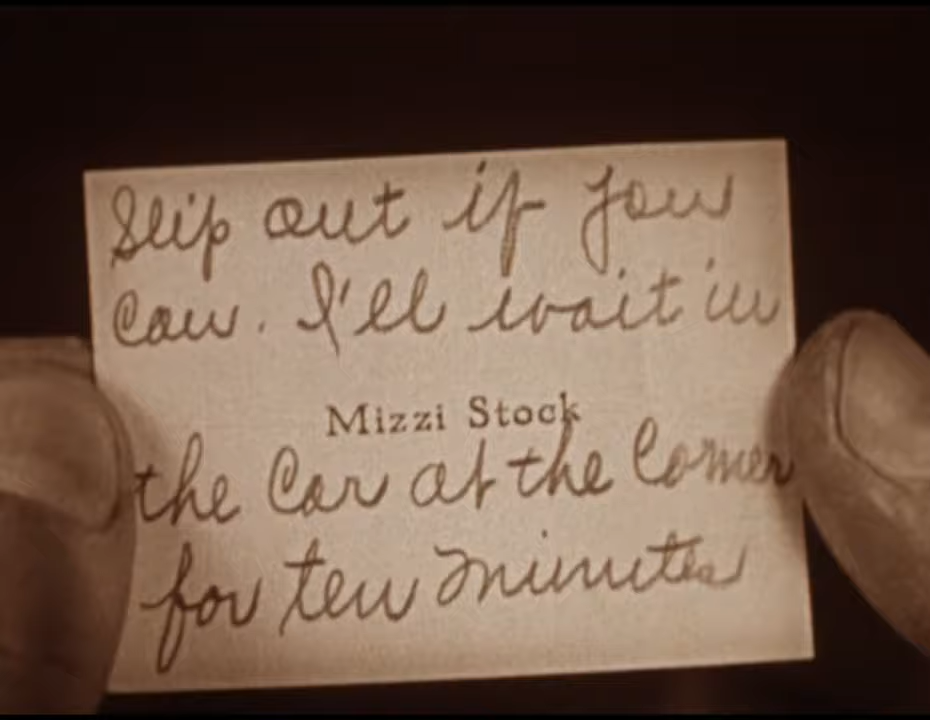 Slip out if you
can. I'll wait in
Mizzi Stock
the car at the corner
for ten minutes